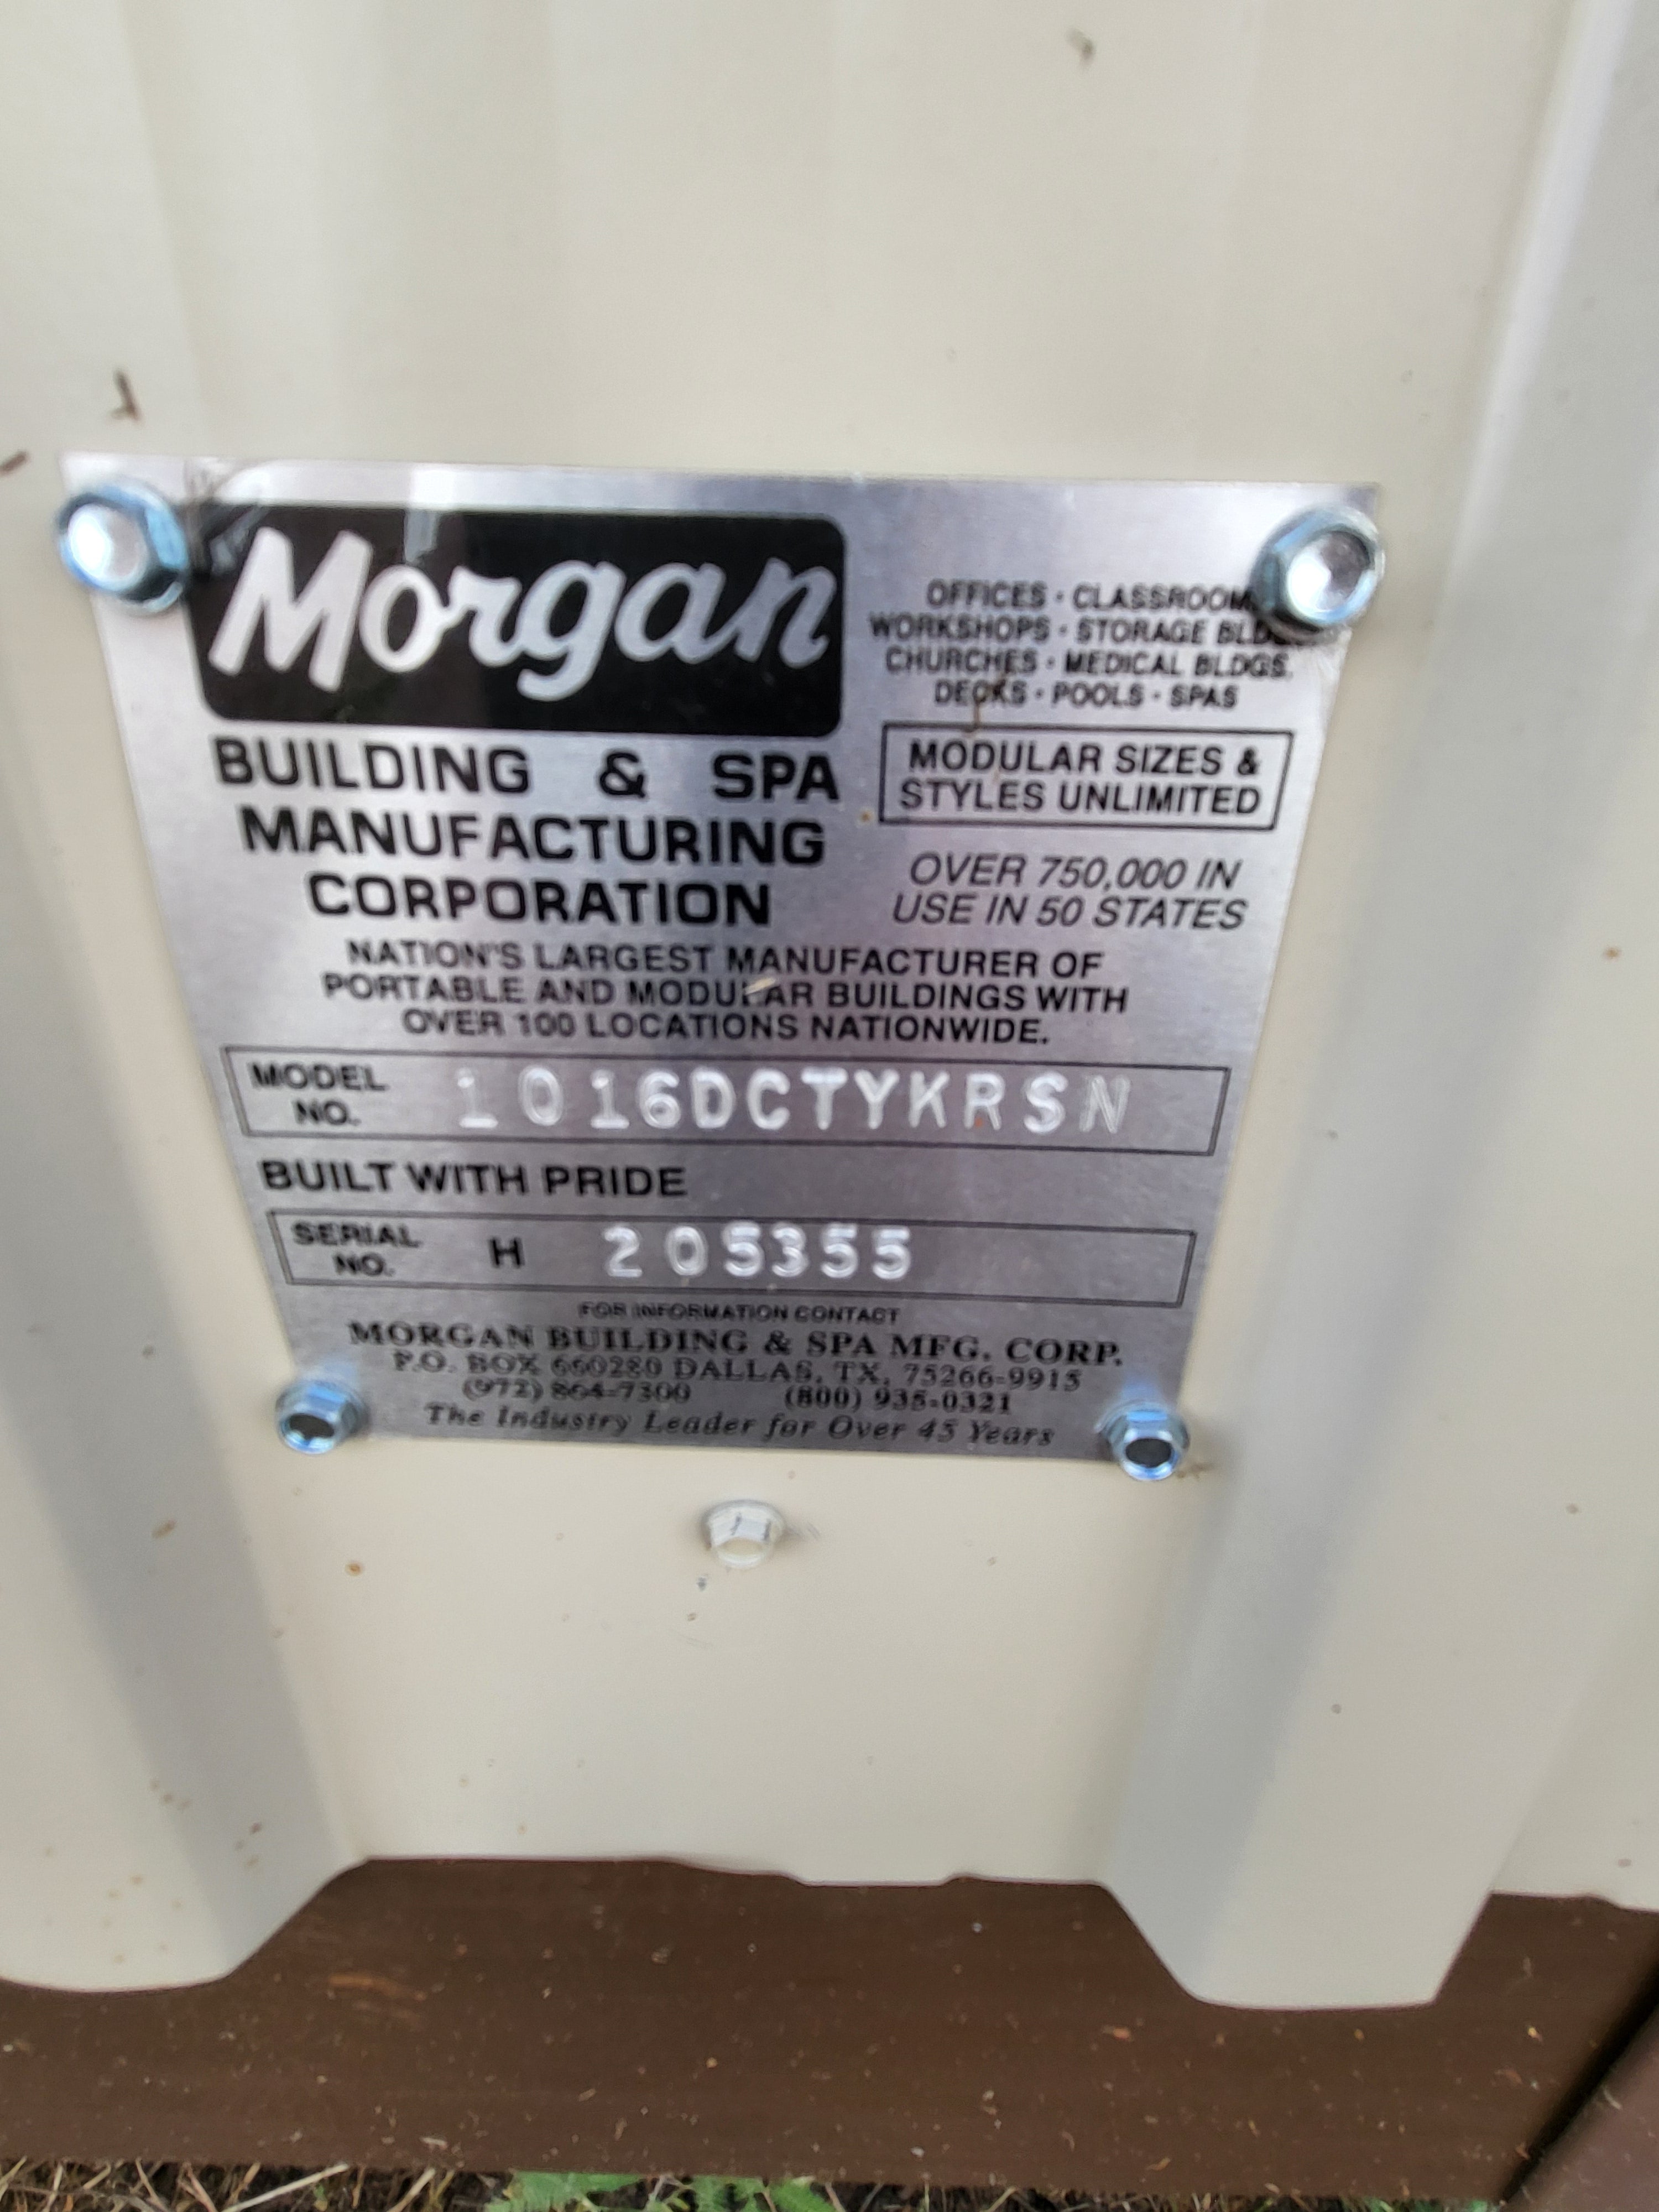 Morgan
BUILDING & SPA
MANUFACTURING
CORPORATION
OFFICES · CLASSROOM
WORKSHOPS · STORAGE BLD
CHURCHES · MEDICAL BLDGS.
DECKS · POOLS · SPAS
MODULAR SIZES &
STYLES UNLIMITED
OVER 750,000 IN
USE IN 50 STATES
NATION'S LARGEST MANUFACTURER OF
PORTABLE AND MODULAR BUILDINGS WITH
OVER 100 LOCATIONS NATIONWIDE.
MODEL NO. 1016DCTYKRSN
BUILT WITH PRIDE
SERIAL NO. H 205355
FOR INFORMATION CONTACT
MORGAN BUILDING & SPA MFG. CORP.
P.O. BOX 660280 DALLAS, TX, 75266-9915
(972) 864-7300 (800) 935-0321
The Industry Leader for Over 45 Years